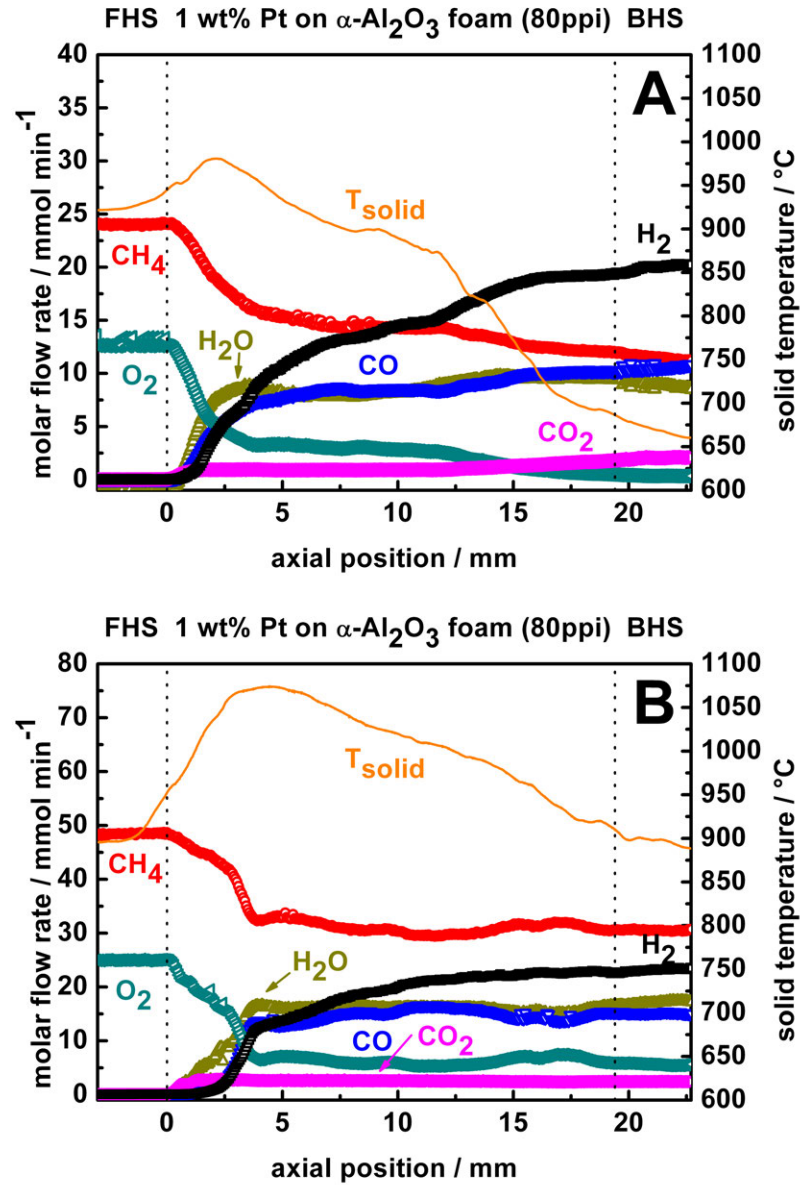 FHS 1 wt% Pt on α-Al2O3 foam (80ppi) BHS
A
40
35
30
25
20
15
10
5
0
molar flow rate / mmol min-1
1100
1050
1000
950
900
850
800
750
700
650
600
solid temperature / °C
Tsolid
CH4
H2
H2O
CO
O2
CO2
0 5 10 15 20
axial position / mm
FHS 1 wt% Pt on α-Al2O3 foam (80ppi) BHS
B
80
70
60
50
40
30
20
10
0
molar flow rate / mmol min-1
1100
1050
1000
950
900
850
800
750
700
650
600
solid temperature / °C
Tsolid
CH4
H2
H2O
O2
CO
CO2
0 5 10 15 20
axial position / mm